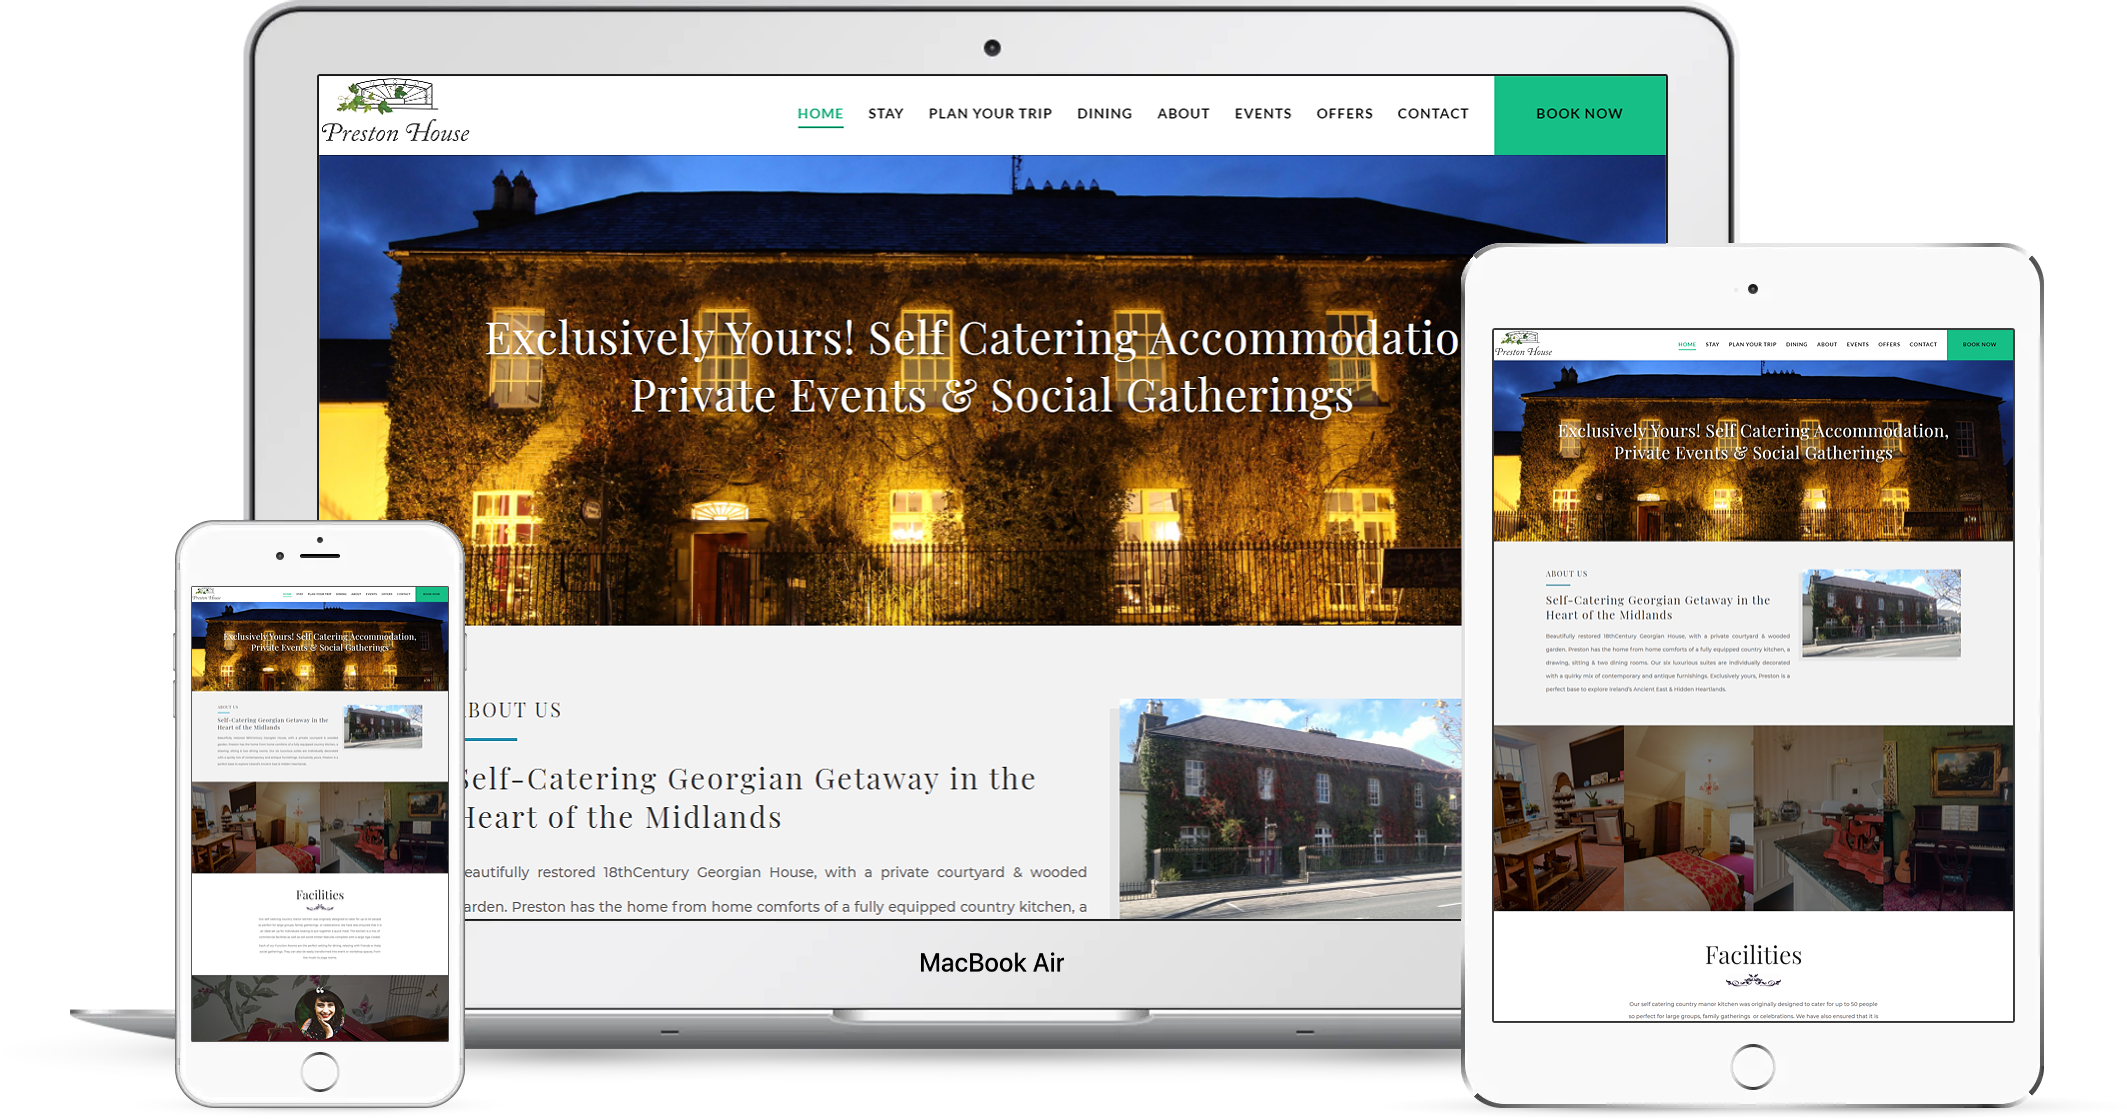 Preston House
HOME STAY PLAN YOUR TRIP DINING ABOUT EVENTS OFFERS CONTACT BOOK NOW
Exclusively Yours! Self Catering Accommodatio
Private Events & Social Gatherings
BOUT US
Self-Catering Georgian Getaway in the
Heart of the Midlands
eautifully restored 18thCentury Georgian House, with a private courtyard & wooded
arden. Preston has the home from home comforts of a fully equipped country kitchen, a
MacBook Air
Preston House
HOME STAY PLAN YOUR TRIP DINING ABOUT EVENTS OFFERS CONTACT BOOK NOW
Exclusively Yours! Self Catering Accommodation,
Private Events & Social Gatherings
ABOUT US
Self-Catering Georgian Getaway in the
Heart of the Midlands
Beautifully restored 18thCentury Georgian House, with a private courtyard & wooded
garden. Preston has the home from home comforts of a fully equipped country kitchen, a
drawing, sitting & two dining rooms. Our six luxurious suites are individually decorated
with a quirky mix of contemporary and antique furnishings. Exclusively yours, Preston is a
perfect base to explore Ireland's Ancient East & Hidden Heartlands.
Facilities
Our self catering country manor kitchen was originally designed to cater for up to 50 people
so perfect for large groups, family gatherings or celebrations. We have also ensured that it is
Preston House
HOME STAY PLAN YOUR TRIP DINING ABOUT EVENTS OFFERS CONTACT BOOK NOW
Exclusively Yours! Self Catering Accommodation,
Private Events & Social Gatherings
ABOUT US
Self-Catering Georgian Getaway in the
Heart of the Midlands
Facilities